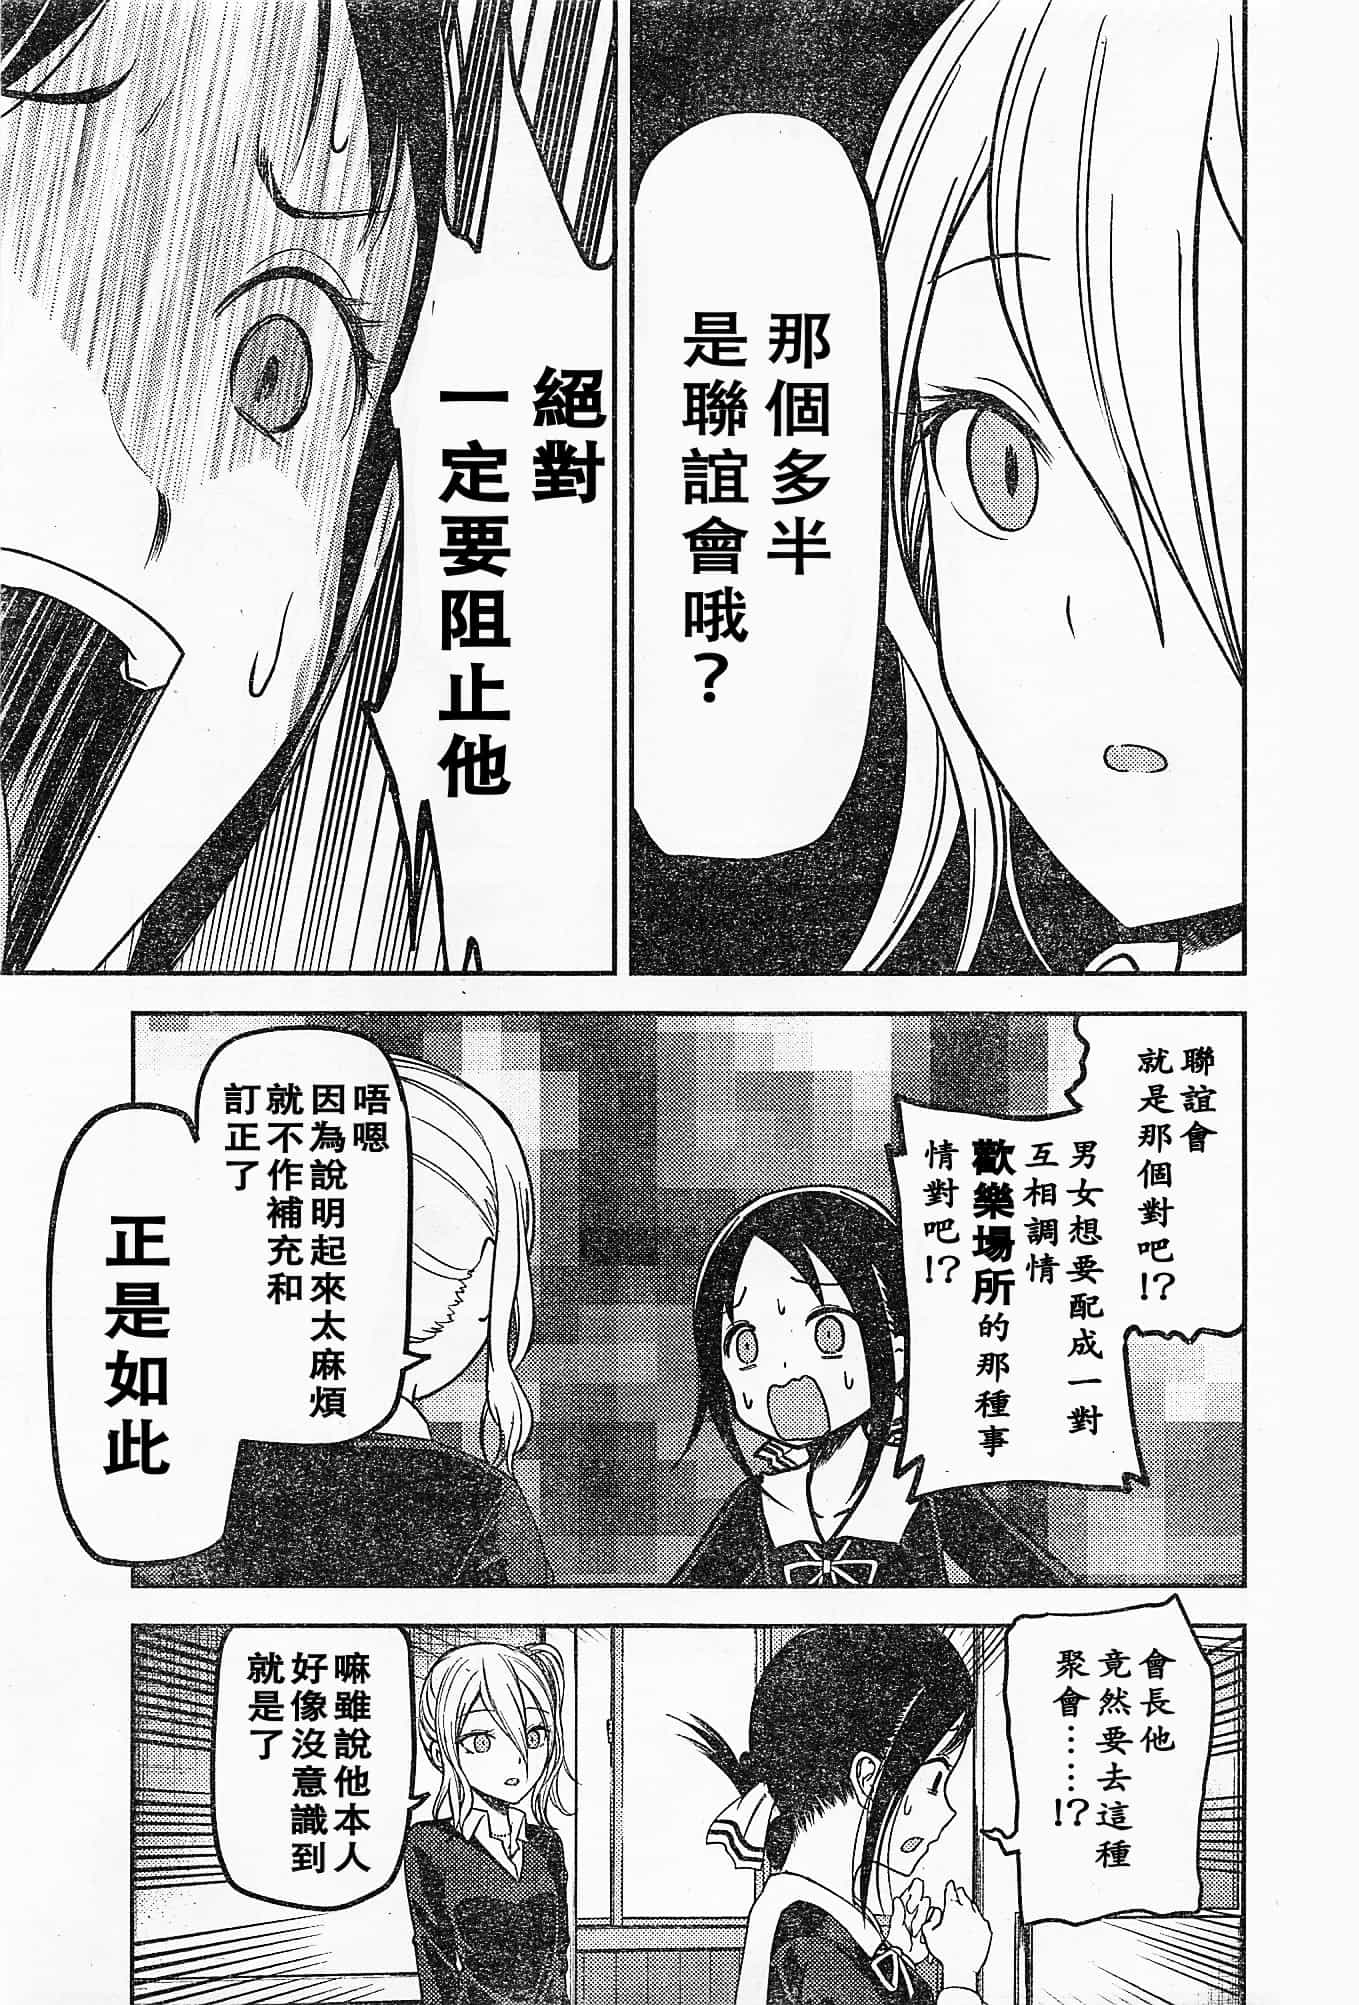 那個多半
是聯誼會哦？
絕對
一定要阻止他
聯誼會
就是那個對吧!?
男女想要配成一對
互相調情
歡樂場所的那種事
情對吧!?
唔嗯
因為說明起來太麻煩
就不作補充和
訂正了
正是如此
會長他
竟然要去這種
聚會……!?
嘛雖說他本人
好像沒意識到
就是了